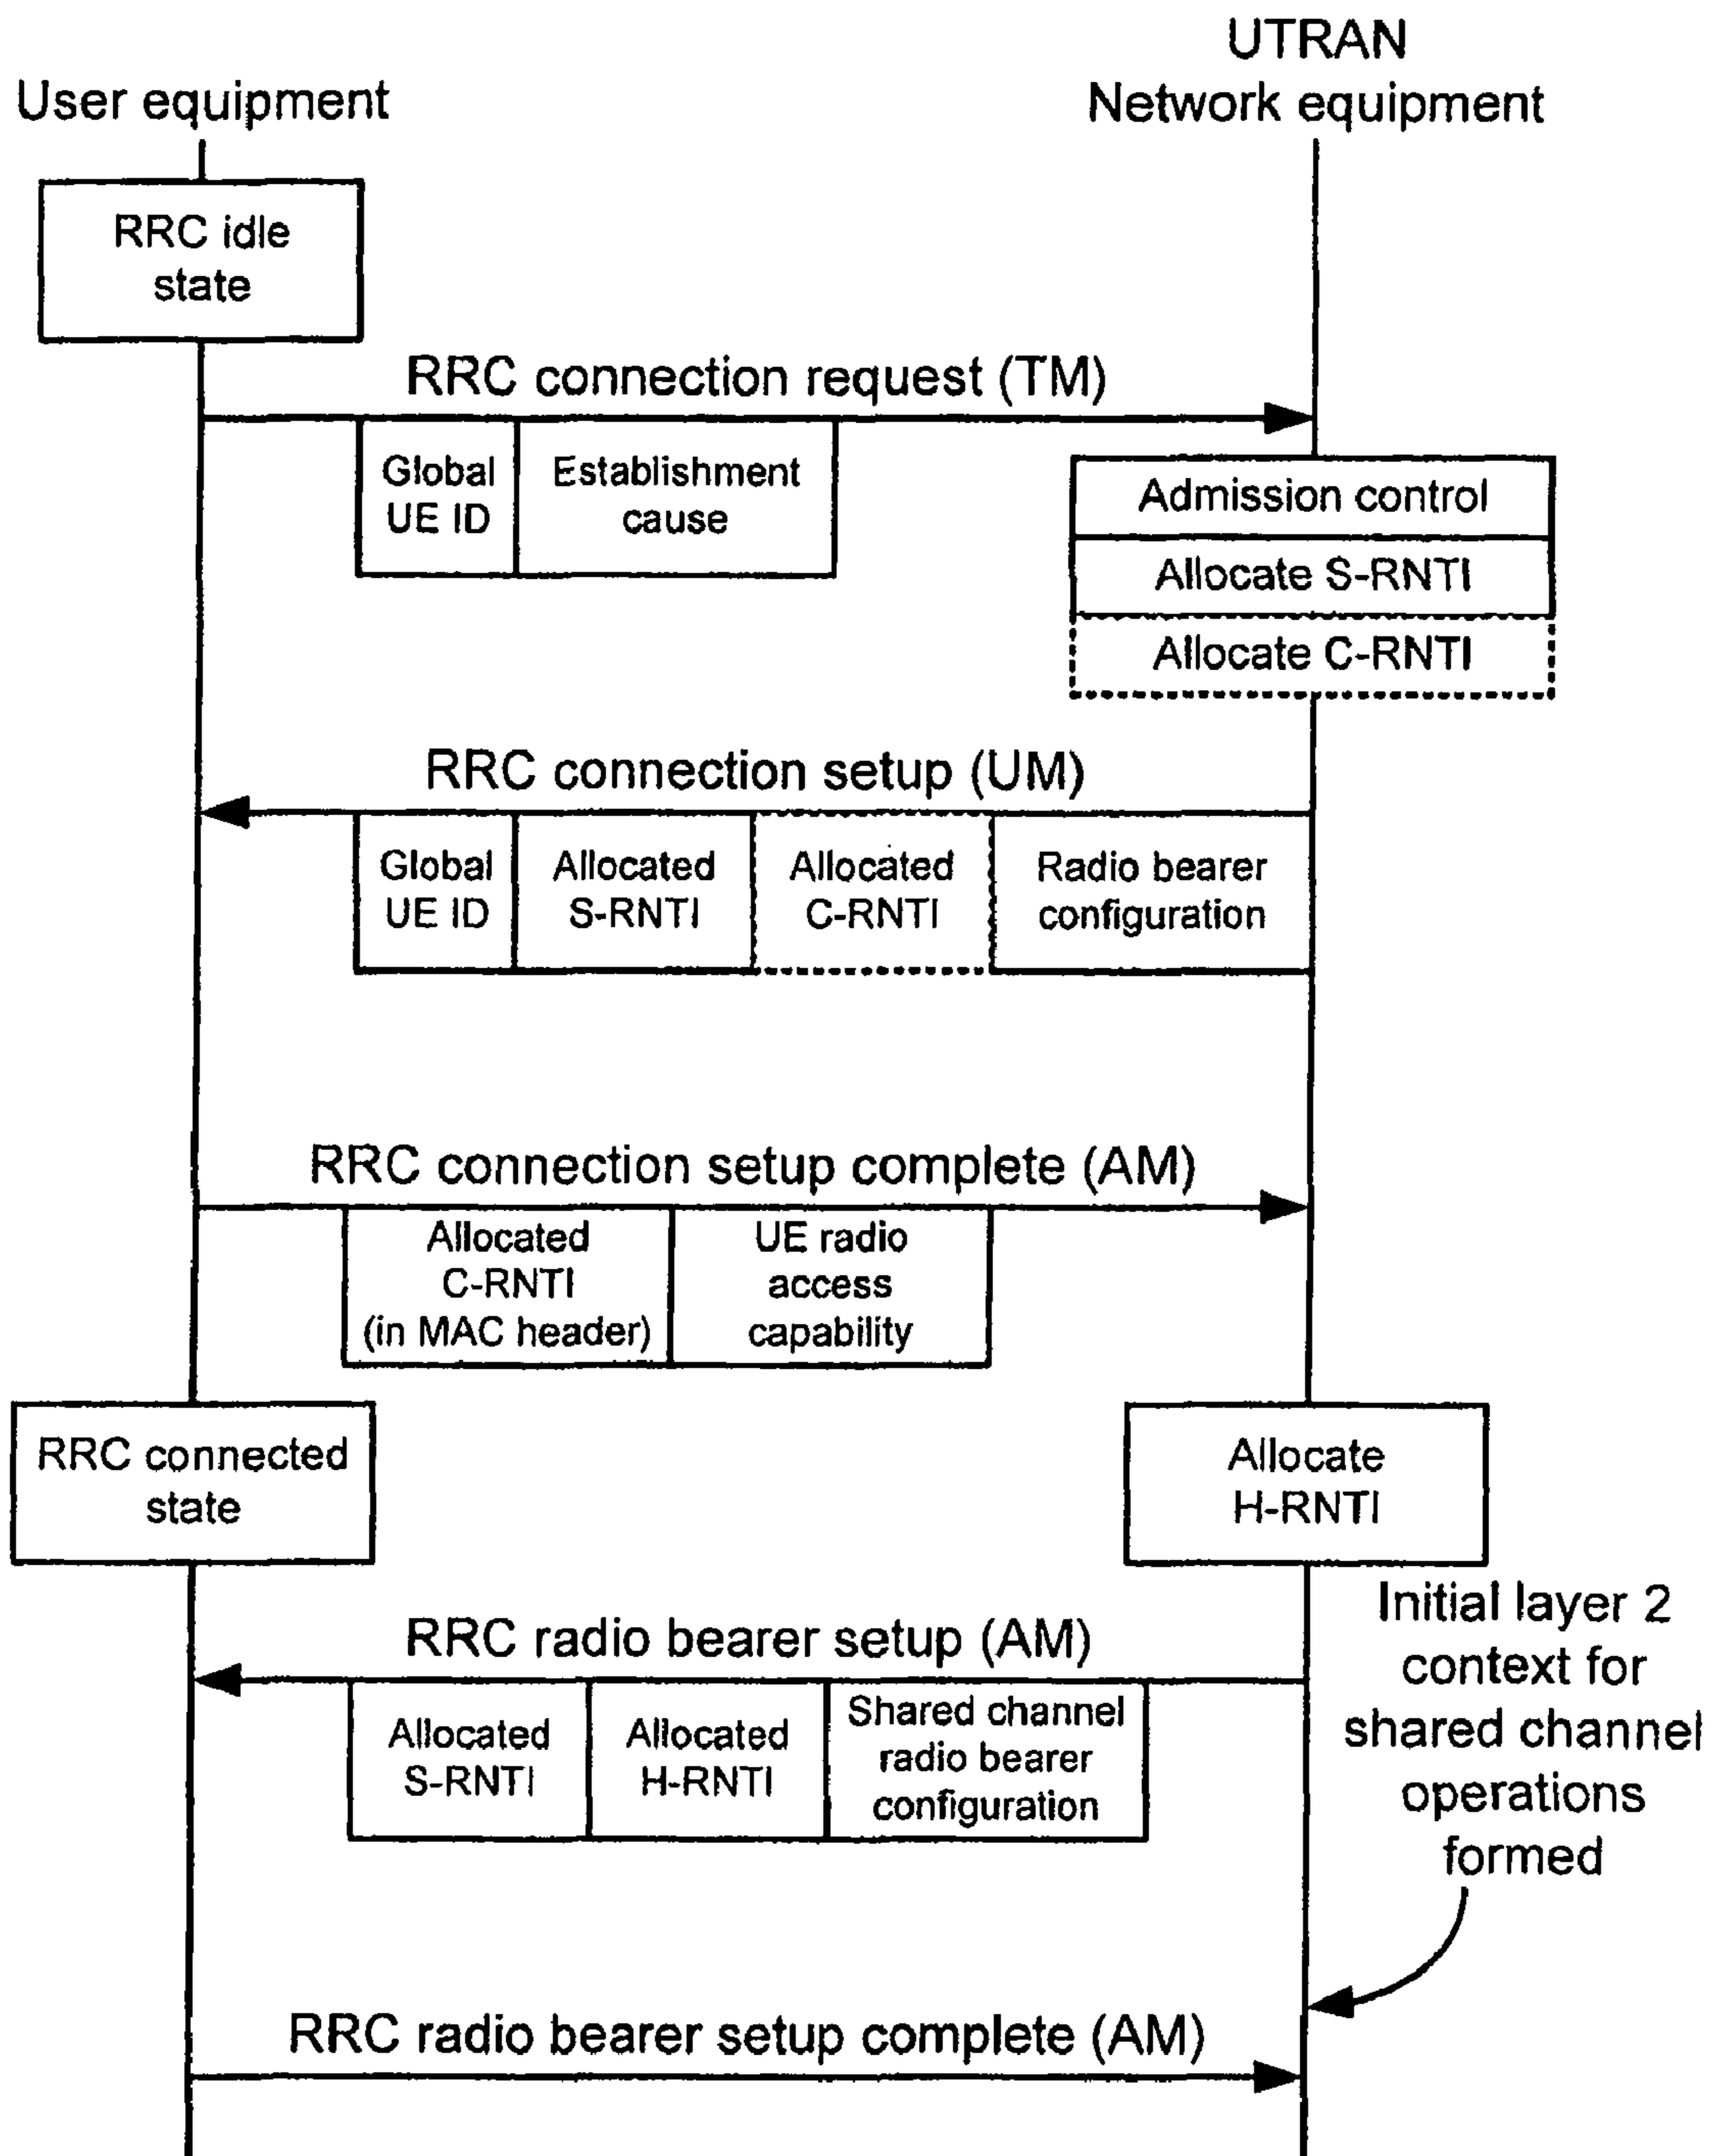 User equipment
UTRAN
Network equipment
RRC idle
state
RRC connection request (TM)
Global
UE ID
Establishment
cause
Admission control
Allocate S-RNTI
Allocate C-RNTI
RRC connection setup (UM)
Global
UE ID
Allocated
S-RNTI
Allocated
C-RNTI
Radio bearer
configuration
RRC connection setup complete (AM)
Allocated
C-RNTI
(in MAC header)
UE radio
access
capability
RRC connected
state
Allocate
H-RNTI
RRC radio bearer setup (AM)
Allocated
S-RNTI
Allocated
H-RNTI
Shared channel
radio bearer
configuration
Initial layer 2
context for
shared channel
operations
formed
RRC radio bearer setup complete (AM)